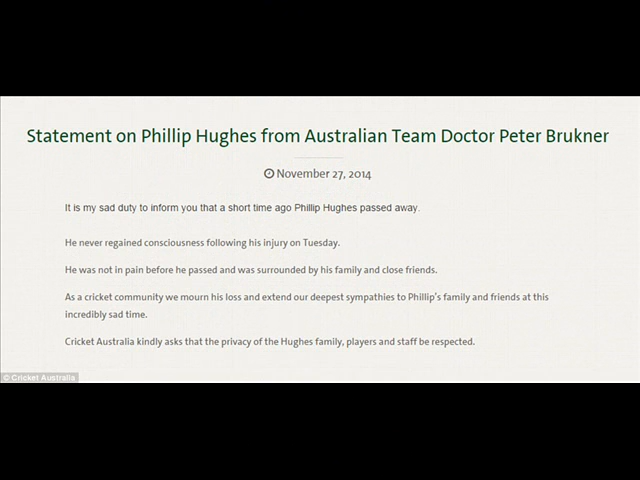 Statement on Phillip Hughes from Australian Team Doctor Peter Brukner
November 27, 2014
It is my sad duty to inform you that a short time ago Phillip Hughes passed away.
He never regained consciousness following his injury on Tuesday.
He was not in pain before he passed and was surrounded by his family and close friends.
As a cricket community we mourn his loss and extend our deepest sympathies to Phillip's family and friends at this
incredibly sad time.
Cricket Australia kindly asks that the privacy of the Hughes family, players and staff be respected.
© Cricket Australia